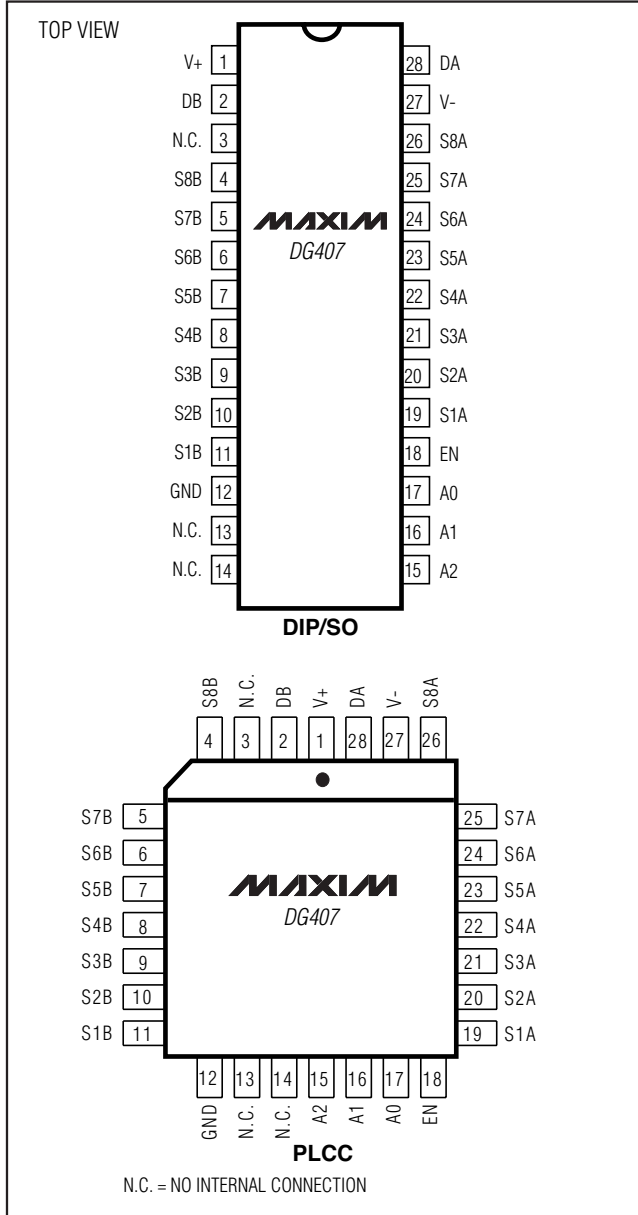 TOP VIEW
V+ 1 28 DA
DB 2 27 V-
N.C. 3 26 S8A
S8B 4 25 S7A
S7B 5 MAXIM 24 S6A
S6B 6 DG407 23 S5A
S5B 7 22 S4A
S4B 8 21 S3A
S3B 9 20 S2A
S2B 10 19 S1A
S1B 11 18 EN
GND 12 17 A0
N.C. 13 16 A1
N.C. 14 15 A2
DIP/SO
S8B N.C. DB V+ DA V- S8A
4 3 2 1 28 27 26
S7B 5 25 S7A
S6B 6 24 S6A
S5B 7 MAXIM 23 S5A
S4B 8 DG407 22 S4A
S3B 9 21 S3A
S2B 10 20 S2A
S1B 11 19 S1A
12 13 14 15 16 17 18
GND N.C. N.C. A2 A1 A0 EN
PLCC
N.C. = NO INTERNAL CONNECTION